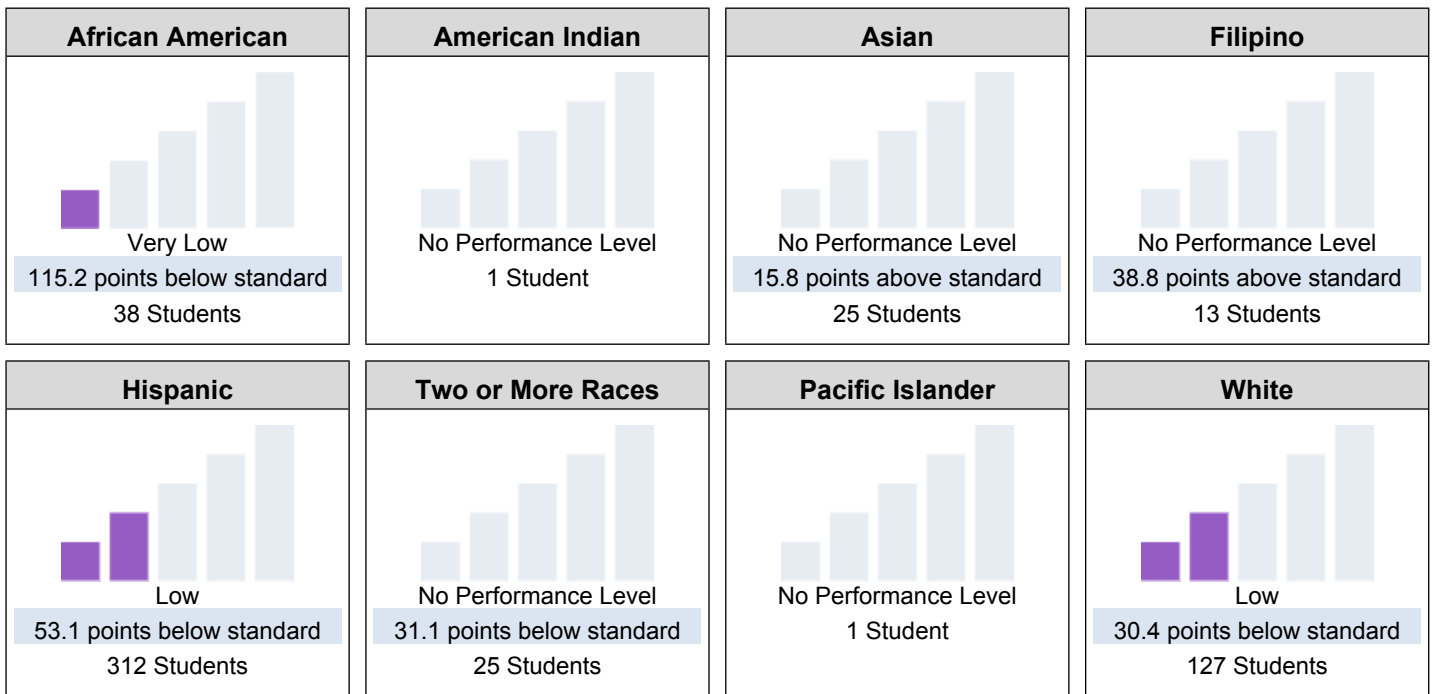 African American
Very Low
115.2 points below standard
38 Students
American Indian
No Performance Level
1 Student
Asian
No Performance Level
15.8 points above standard
25 Students
Filipino
No Performance Level
38.8 points above standard
13 Students
Hispanic
Low
53.1 points below standard
312 Students
Two or More Races
No Performance Level
31.1 points below standard
25 Students
Pacific Islander
No Performance Level
1 Student
White
Low
30.4 points below standard
127 Students